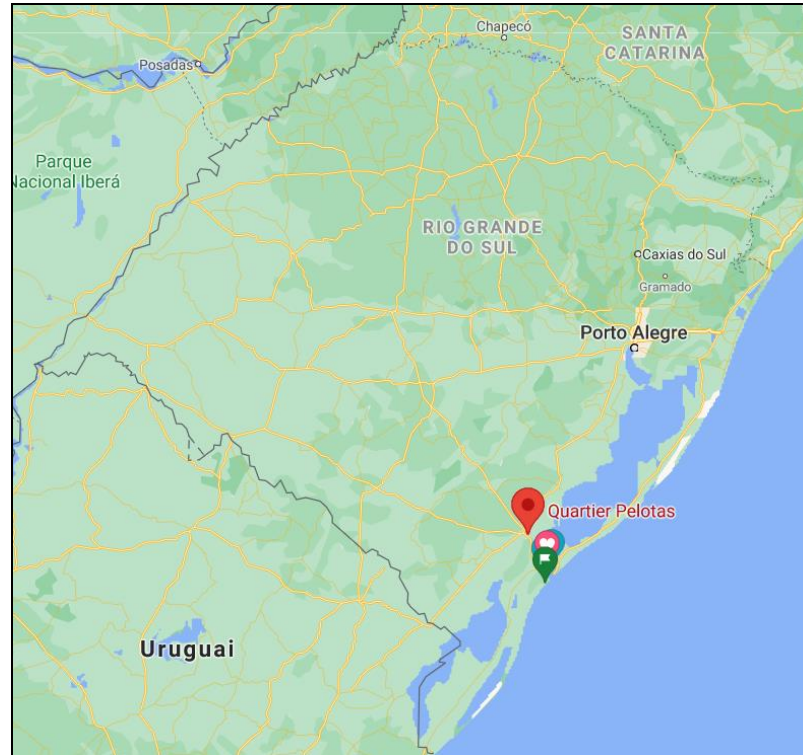 Chapecó
SANTA
CATARINA
Posadas
Parque
Nacional Iberá
RIO GRANDE
DO SUL
Caxias do Sul
Gramado
Porto Alegre
Quartier Pelotas
Uruguai